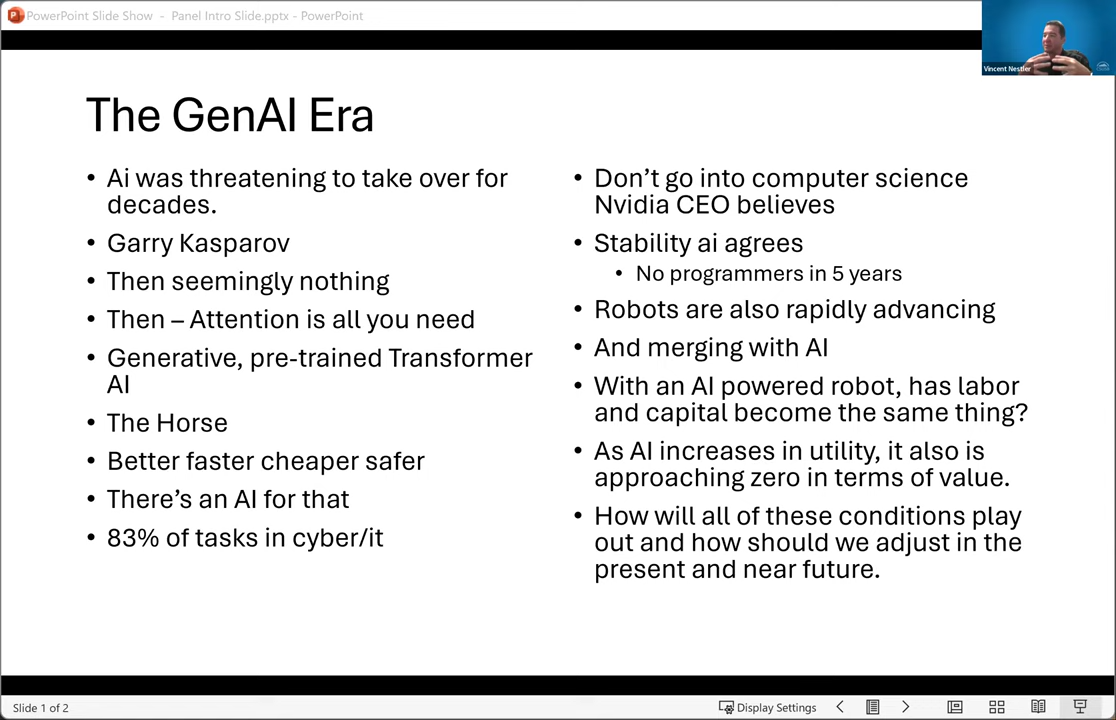 PowerPoint Slide Show - Panel Intro Slide.pptx - PowerPoint
Vincent Nestler
The GenAI Era
• Ai was threatening to take over for
decades.
• Garry Kasparov
• Then seemingly nothing
• Then – Attention is all you need
• Generative, pre-trained Transformer
AI
• The Horse
• Better faster cheaper safer
• There’s an AI for that
• 83% of tasks in cyber/it
• Don’t go into computer science
Nvidia CEO believes
• Stability ai agrees
• No programmers in 5 years
• Robots are also rapidly advancing
• And merging with AI
• With an AI powered robot, has labor
and capital become the same thing?
• As AI increases in utility, it also is
approaching zero in terms of value.
• How will all of these conditions play
out and how should we adjust in the
present and near future.
Slide 1 of 2
Display Settings